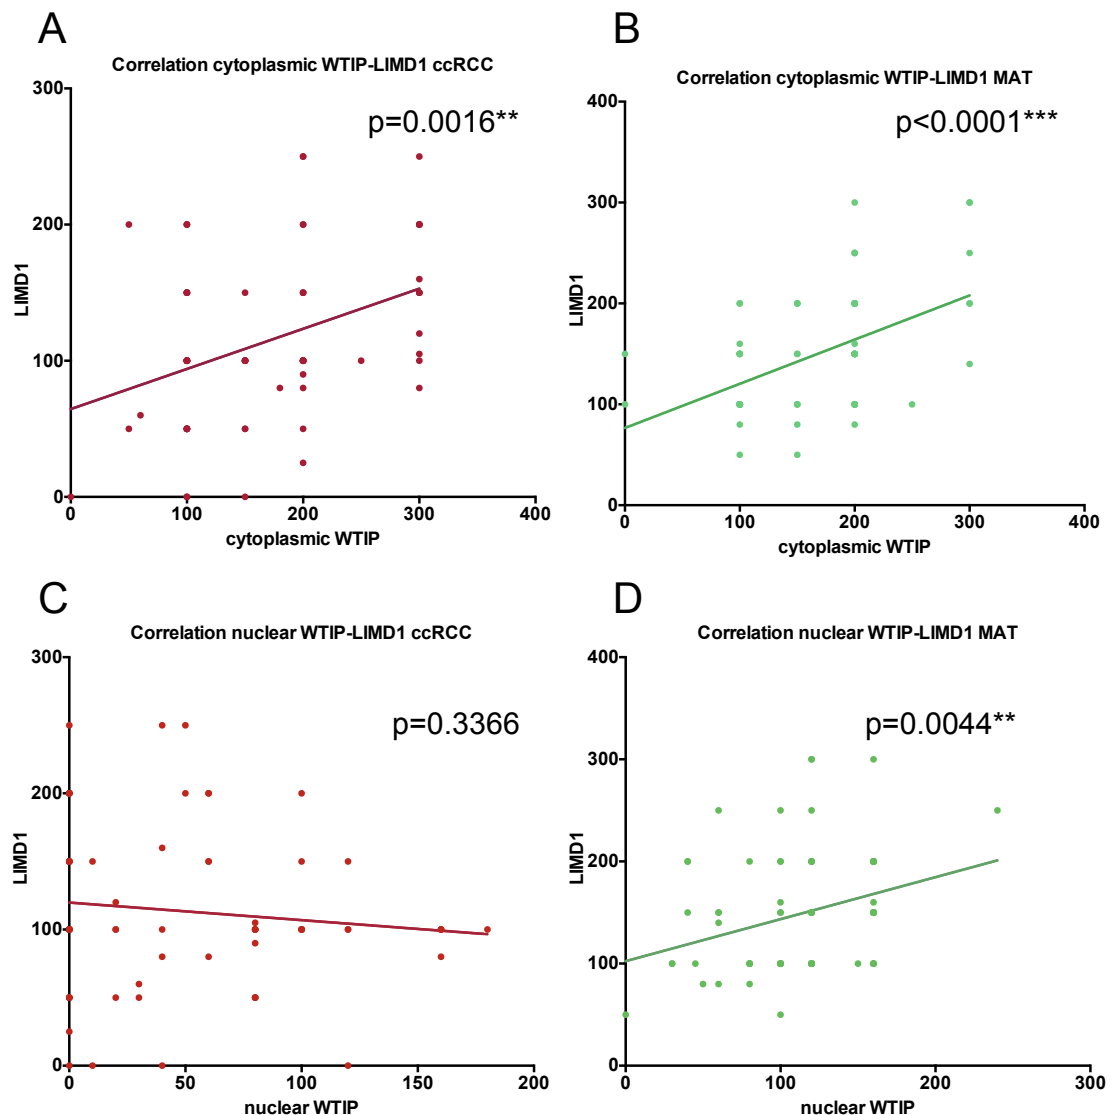 A
Correlation cytoplasmic WTIP-LIMD1 ccRCC
p=0.0016**
300
200
100
0
LIMD1
0 100 200 300 400
cytoplasmic WTIP
B
Correlation cytoplasmic WTIP-LIMD1 MAT
p<0.0001***
400
300
200
100
0
LIMD1
0 100 200 300 400
cytoplasmic WTIP
C
Correlation nuclear WTIP-LIMD1 ccRCC
p=0.3366
300
200
100
0
LIMD1
0 50 100 150 200
nuclear WTIP
D
Correlation nuclear WTIP-LIMD1 MAT
p=0.0044**
400
300
200
100
0
LIMD1
0 100 200 300
nuclear WTIP